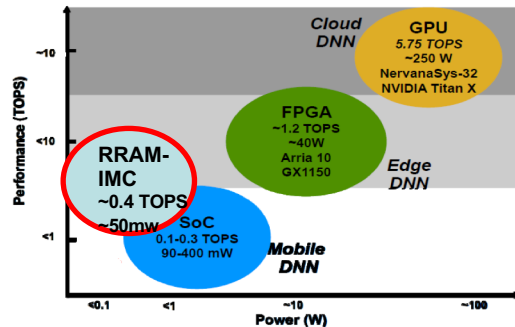 Performance (TOPS)
~10
<10
<1
Cloud
DNN
GPU
5.75 TOPS
~250 W
NervanaSys-32
NVIDIA Titan X
FPGA
~1.2 TOPS
~40W
Arria 10
GX1150
Edge
DNN
RRAM-
IMC
~0.4 TOPS
~50mw
SoC
0.1-0.3 TOPS
90-400 mW
Mobile
DNN
<0.1
<1
~10
~100
Power (W)